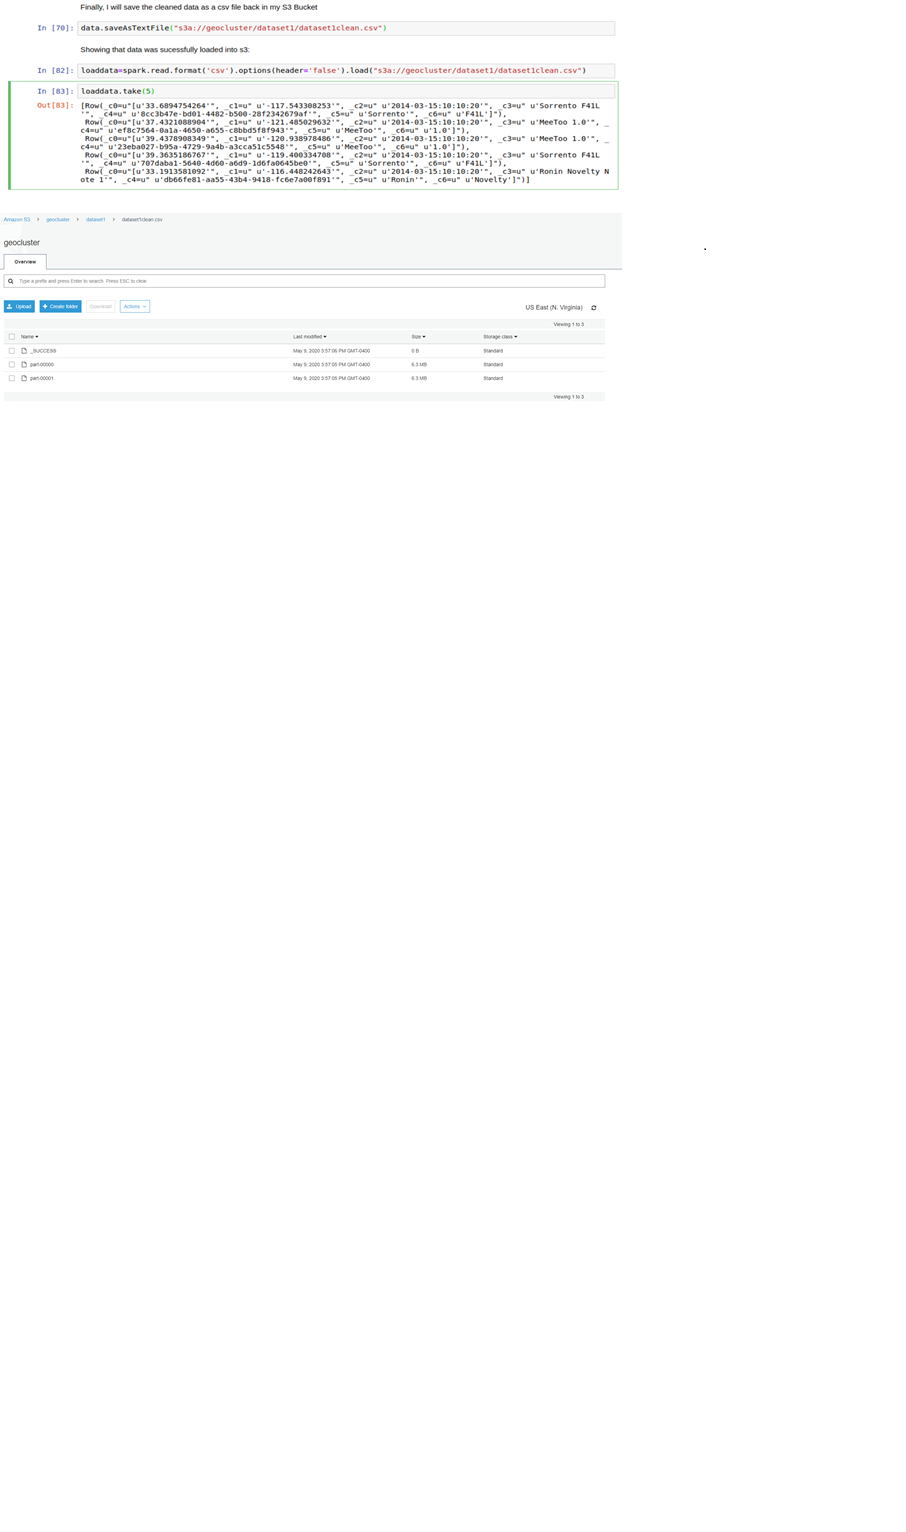 Finally, I will save the cleaned data as a csv file back in my S3 Bucket
In [70]: data.saveAsTextFile("s3a://geocluster/dataset1/dataset1clean.csv")
Showing that data was sucessfully loaded into s3:
In [82]: loaddata=spark.read.format('csv').options(header='false').load("s3a://geocluster/dataset1/dataset1clean.csv")
In [83]: loaddata.take(5)
Out[83]: [Row(_c0=u"[u'33.6894754264'", _c1=u" u'-117.543308253'", _c2=u" u'2014-03-15:10:10:20'", _c3=u" u'Sorrento F41L
'", _c4=u" u'8cc3b47e-bd01-4482-b500-28f2342679af'", _c5=u" u'Sorrento'", _c6=u" u'F41L']"),
Row(_c0=u"[u'37.4321088904'", _c1=u" u'-121.485029632'", _c2=u" u'2014-03-15:10:10:20'", _c3=u" u'MeeToo 1.0'", _
c4=u" u'ef8c7564-0a1a-4650-a655-c8bbd5f8f943'", _c5=u" u'MeeToo'", _c6=u" u'1.0']"),
Row(_c0=u"[u'39.4378908349'", _c1=u" u'-120.938978486'", _c2=u" u'2014-03-15:10:10:20'", _c3=u" u'MeeToo 1.0'", _
c4=u" u'23eba027-b95a-4729-9a4b-a3cca51c5548'", _c5=u" u'MeeToo'", _c6=u" u'1.0']"),
Row(_c0=u"[u'39.3635186767'", _c1=u" u'-119.400334708'", _c2=u" u'2014-03-15:10:10:20'", _c3=u" u'Sorrento F41L
'", _c4=u" u'707daba1-5640-4d60-a6d9-1d6fa0645be0'", _c5=u" u'Sorrento'", _c6=u" u'F41L']"),
Row(_c0=u"[u'33.1913581092'", _c1=u" u'-116.448242643'", _c2=u" u'2014-03-15:10:10:20'", _c3=u" u'Ronin Novelty N
ote 1'", _c4=u" u'db66fe81-aa55-43b4-9418-fc6e7a00f891'", _c5=u" u'Ronin'", _c6=u" u'Novelty']")]
Amazon S3 > geocluster > dataset1 > dataset1clean.csv
geocluster
Overview
Type a prefix and press Enter to search. Press ESC to clear.
Upload + Create folder Download Actions US East (N. Virginia)
Viewing 1 to 3
Name Last modified Size Storage class
_SUCCESS May 9, 2020 3:57:06 PM GMT-0400 0 B Standard
part-00000 May 9, 2020 3:57:05 PM GMT-0400 6.3 MB Standard
part-00001 May 9, 2020 3:57:05 PM GMT-0400 6.3 MB Standard
Viewing 1 to 3